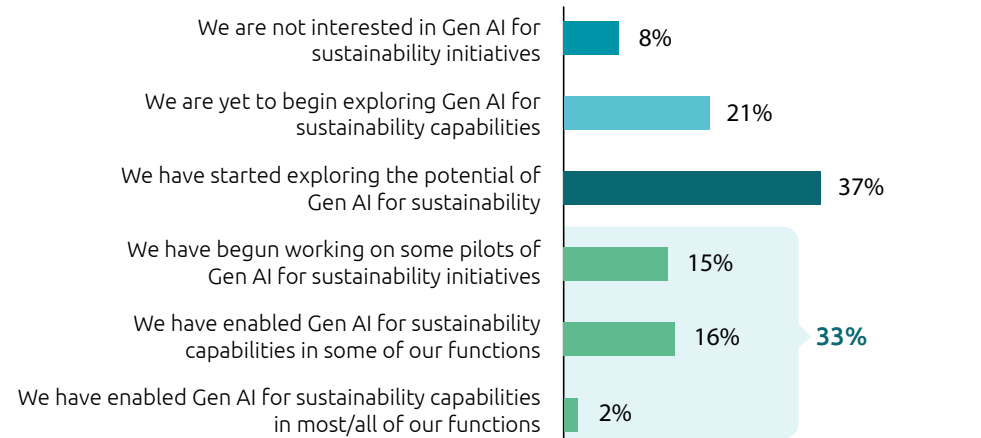 We are not interested in Gen AI for
sustainability initiatives
8%
We are yet to begin exploring Gen AI for
sustainability capabilities
21%
We have started exploring the potential of
Gen AI for sustainability
37%
We have begun working on some pilots of
Gen AI for sustainability initiatives
15%
We have enabled Gen AI for sustainability
capabilities in some of our functions
16%
33%
We have enabled Gen AI for sustainability capabilities
in most/all of our functions
2%